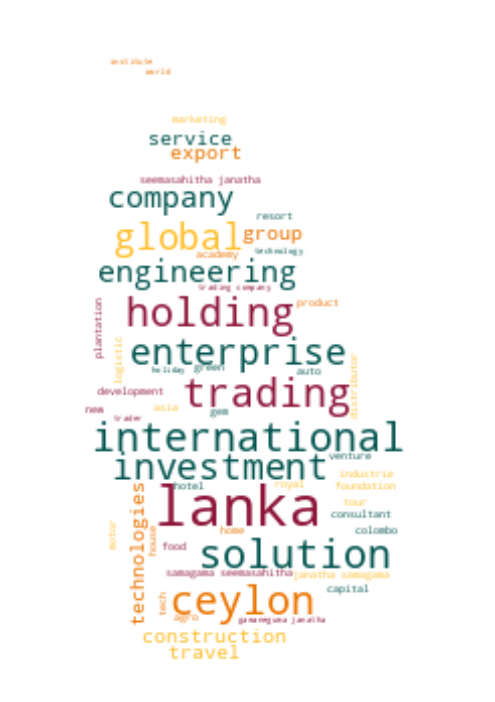 institute
world
marketing
service
export
seemasahitha janatha
company
resort
global
group
academy
technology
engineering
trading company
plantation
holding
product
enterprise
logistic
holiday
green
auto
distributor
trading
development
new
asia
gem
trader
international
venture
investment
industrie
hotel
royal
foundation
technologies
lanka
tour
consultant
motor
house
home
colombo
food
solution
samagama seemasahitha
janatha samagama
capital
tech
ceylon
agro
construction
travel